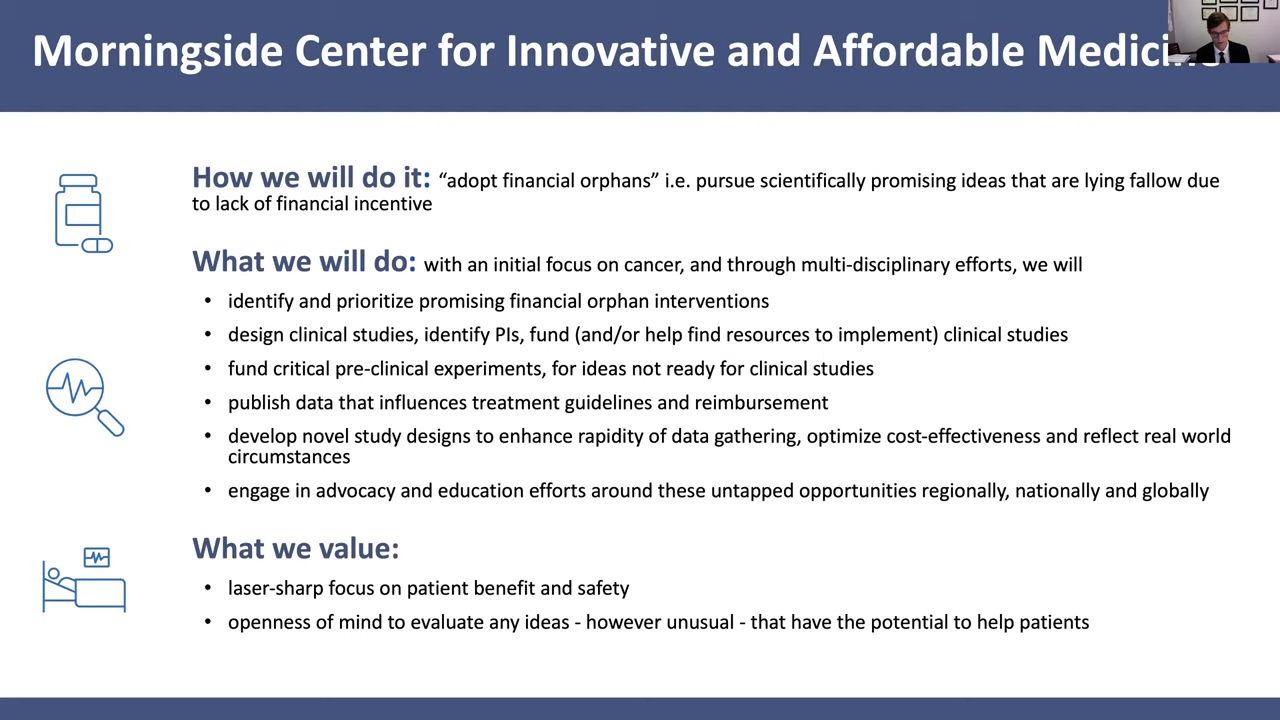 Morningside Center for Innovative and Affordable Medicine
How we will do it: “adopt financial orphans” i.e. pursue scientifically promising ideas that are lying fallow due
to lack of financial incentive
What we will do: with an initial focus on cancer, and through multi-disciplinary efforts, we will
• identify and prioritize promising financial orphan interventions
• design clinical studies, identify PIs, fund (and/or help find resources to implement) clinical studies
• fund critical pre-clinical experiments, for ideas not ready for clinical studies
• publish data that influences treatment guidelines and reimbursement
• develop novel study designs to enhance rapidity of data gathering, optimize cost-effectiveness and reflect real world
circumstances
• engage in advocacy and education efforts around these untapped opportunities regionally, nationally and globally
What we value:
• laser-sharp focus on patient benefit and safety
• openness of mind to evaluate any ideas - however unusual - that have the potential to help patients